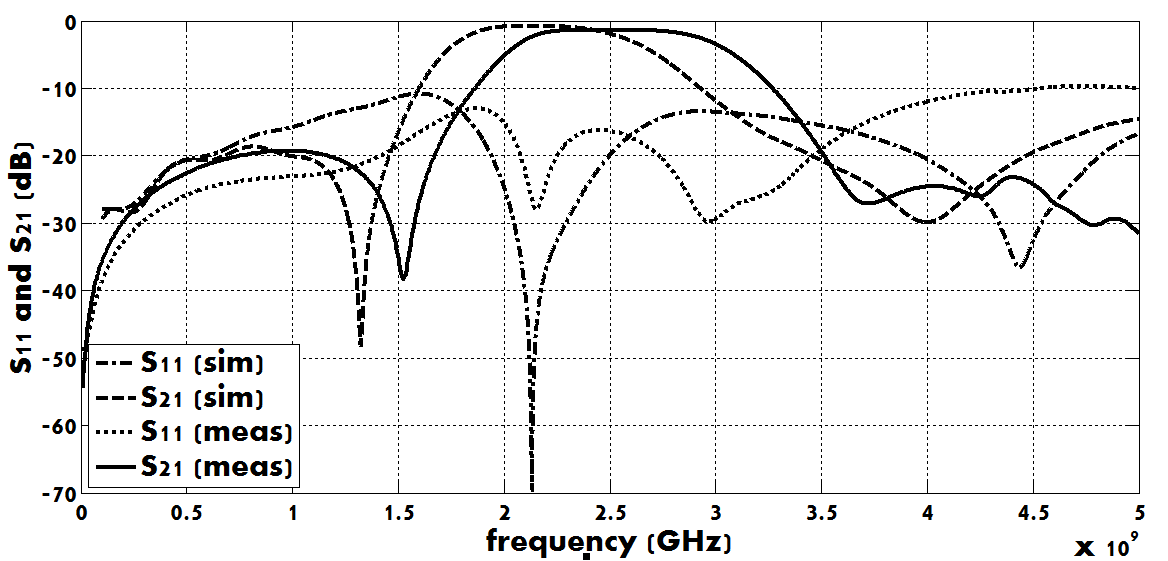 S11 and S21 (dB)
0
-10
-20
-30
-40
-50
-60
-70
S11 (sim)
S21 (sim)
S11 (meas)
S21 (meas)
0 0.5 1 1.5 2 2.5 3 3.5 4 4.5 5
frequency (GHz)
x 10^9